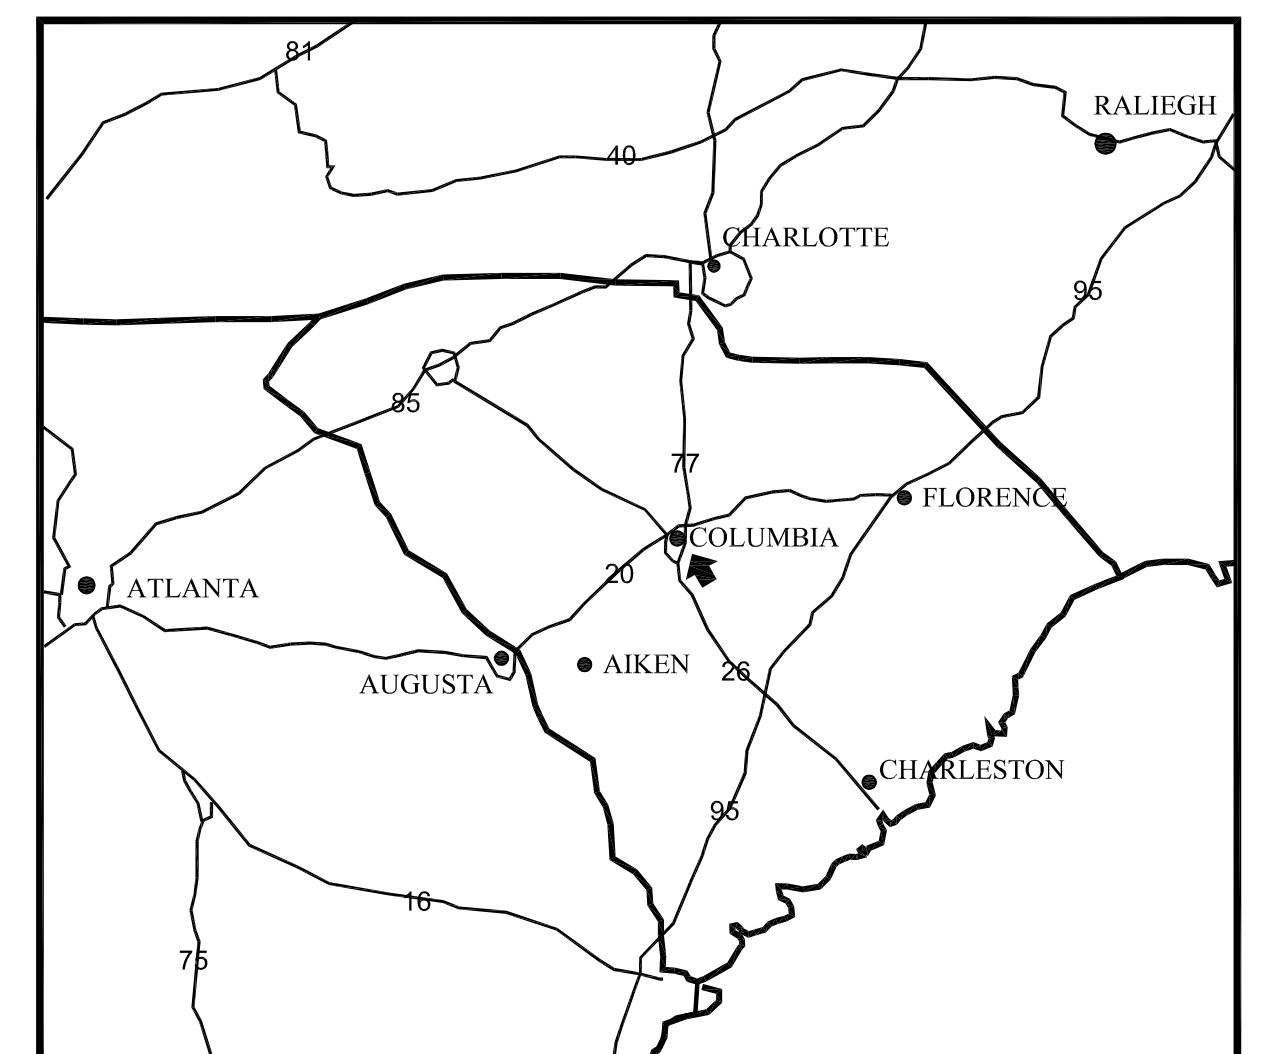 81
RALIEGH
40
CHARLOTTE
95
85
77
FLORENCE
COLUMBIA
20
ATLANTA
AIKEN
26
AUGUSTA
CHARLESTON
95
16
75